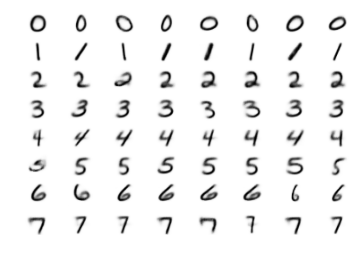 0 0 0 0 0 0 0 0
1 1 1 1 1 1 1 1
2 2 2 2 2 2 2 2
3 3 3 3 3 3 3 3
4 4 4 4 4 4 4 4
5 5 5 5 5 5 5
6 6 6 6 6 6 6 6
7 7 7 7 7 7 7 7